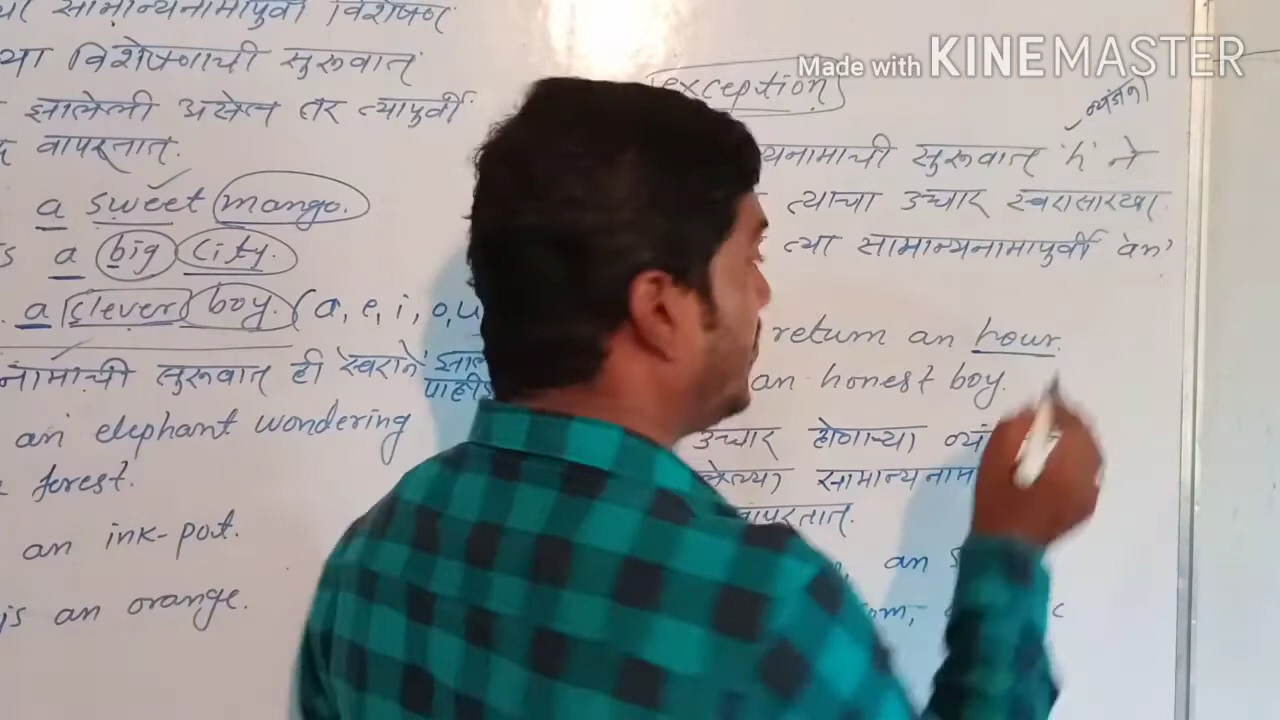 सामान्यनामापुर्वी विशेषण
या विशेषणाची सुरूवात
झालेली असेल तर त्यापुर्वी
वापरतात.
a sweet mango.
a big city.
a clever boy. (a, e, i, o, u
नामाची सुरूवात ही स्वराने झाल
पाहीजे
an elephant wondering
forest.
an ink-pot.
is an orange.
Made with KINEMASTER
exception
व्यंजन
यनामाची सुरूवात 'h' ने
त्याचा उच्चार स्वरासारखा
त्या सामान्यनामापुर्वी 'an'
return an hour.
an honest boy.
उच्चार होणाऱ्या व्यं
लेल्या सामान्यनाम
वापरतात.
an